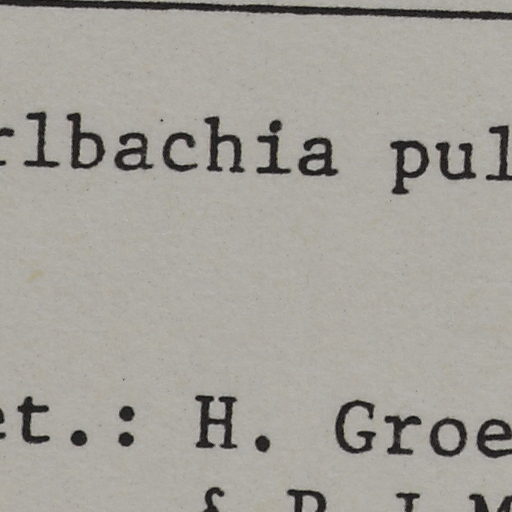 rlbachia pul
et.: H. Groe
& P.J.M